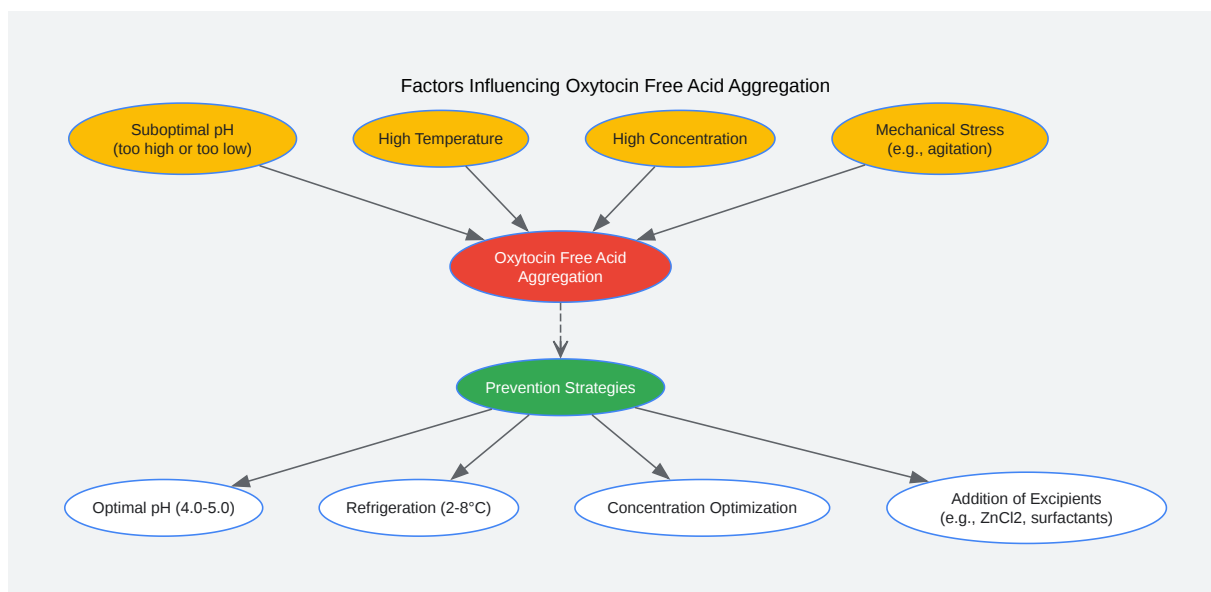 Factors Influencing Oxytocin Free Acid Aggregation
Suboptimal pH
(too high or too low)
High Temperature
High Concentration
Mechanical Stress
(e.g., agitation)
Oxytocin Free Acid
Aggregation
Prevention Strategies
Optimal pH (4.0-5.0)
Refrigeration (2-8°C)
Concentration Optimization
Addition of Excipients
(e.g., ZnCl2, surfactants)